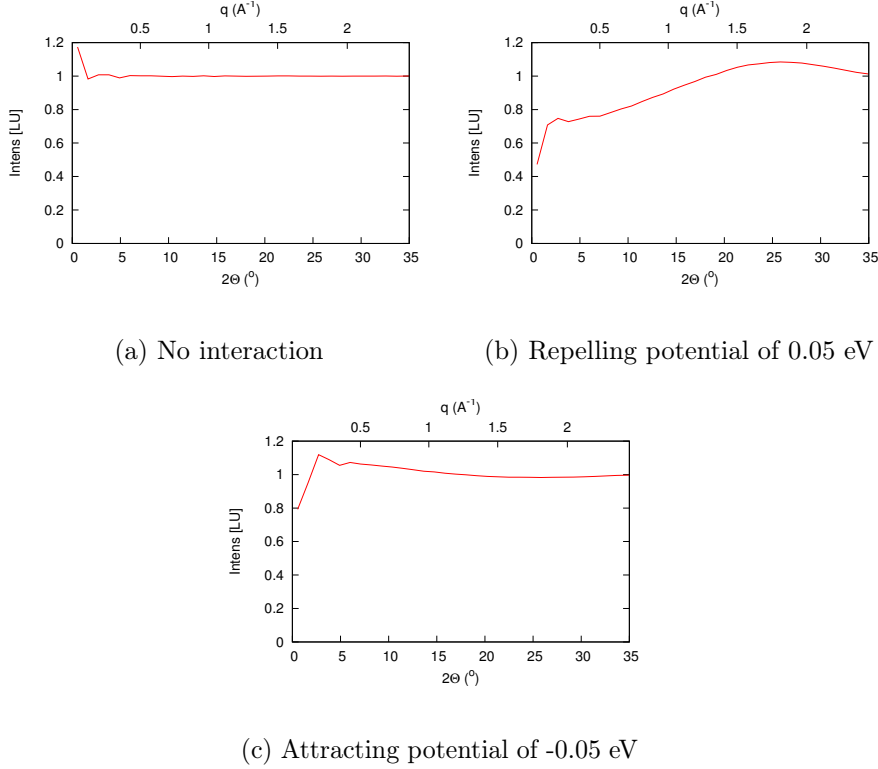 q (A⁻¹)
0.5 1 1.5 2
1.2
1
0.8
0.6
0.4
0.2
0
Intens [LU]
0 5 10 15 20 25 30 35
2Θ (°)
(a) No interaction
q (A⁻¹)
0.5 1 1.5 2
1.2
1
0.8
0.6
0.4
0.2
0
Intens [LU]
0 5 10 15 20 25 30 35
2Θ (°)
(b) Repelling potential of 0.05 eV
q (A⁻¹)
0.5 1 1.5 2
1.2
1
0.8
0.6
0.4
0.2
0
Intens [LU]
0 5 10 15 20 25 30 35
2Θ (°)
(c) Attracting potential of -0.05 eV